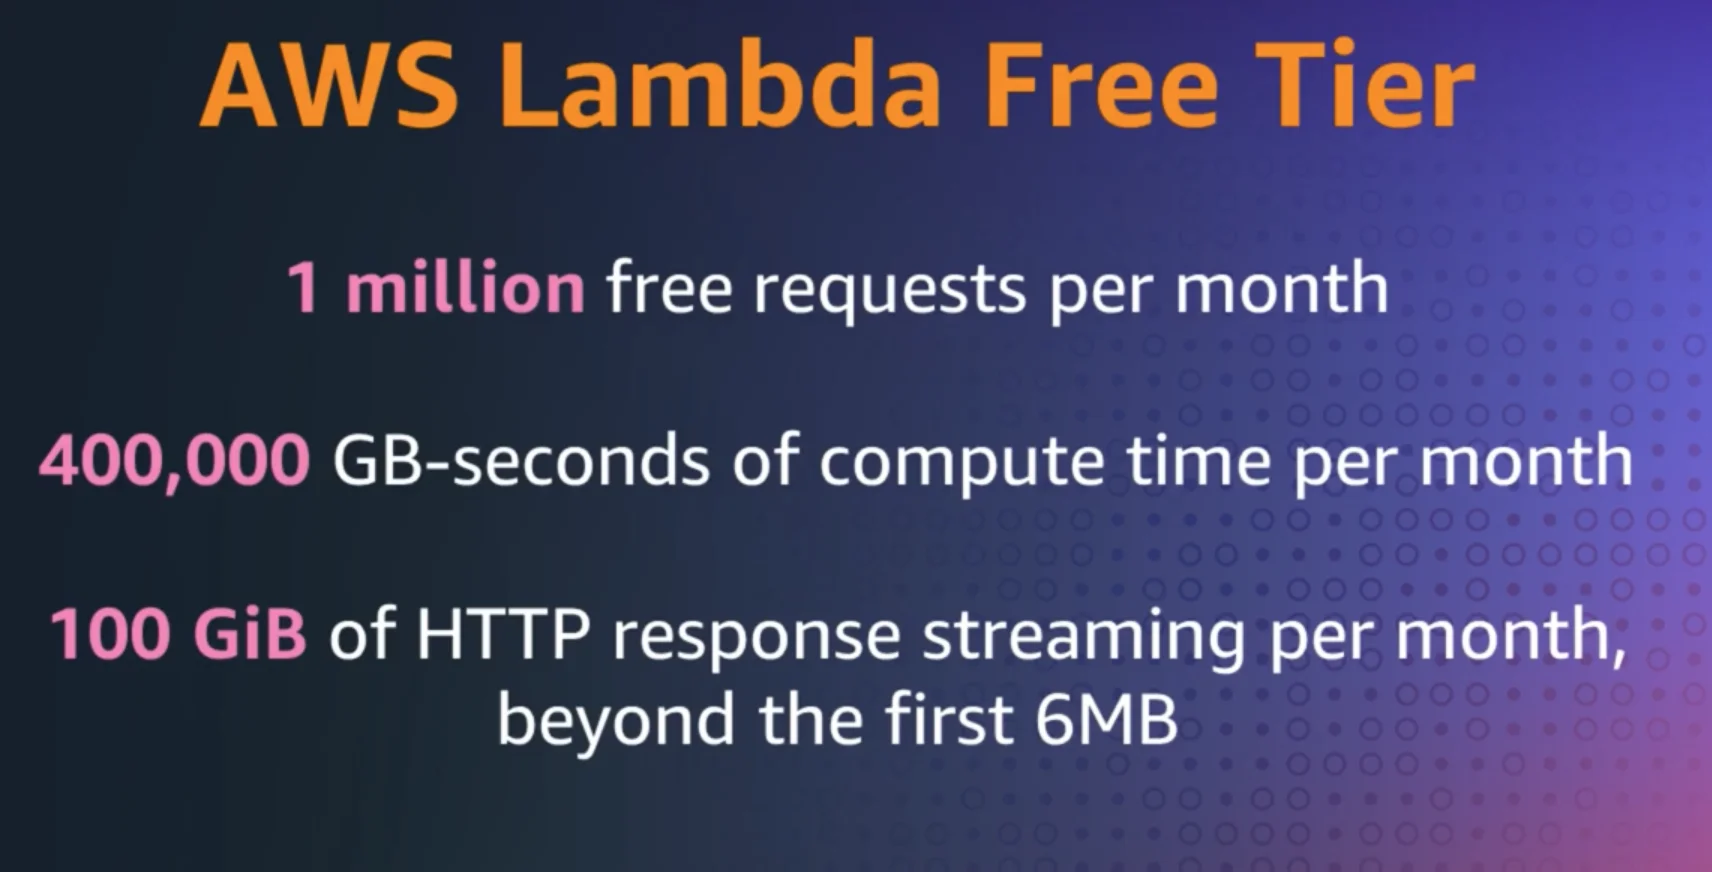 AWS Lambda Free Tier
1 million free requests per month
400,000 GB-seconds of compute time per month
100 GiB of HTTP response streaming per month,
beyond the first 6MB